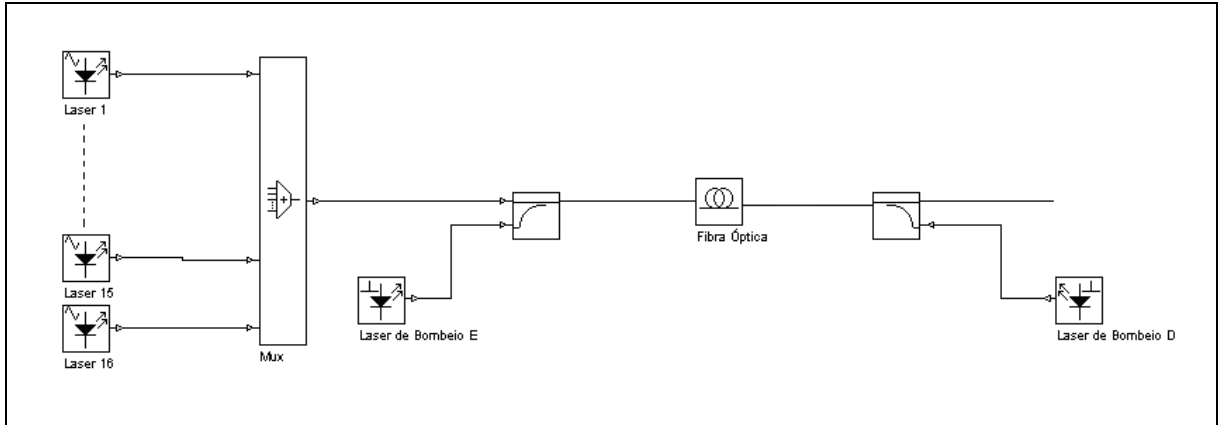 Laser 1
Laser 15
Laser 16
Mux
Laser de Bombeio E
Fibra Óptica
Laser de Bombeio D